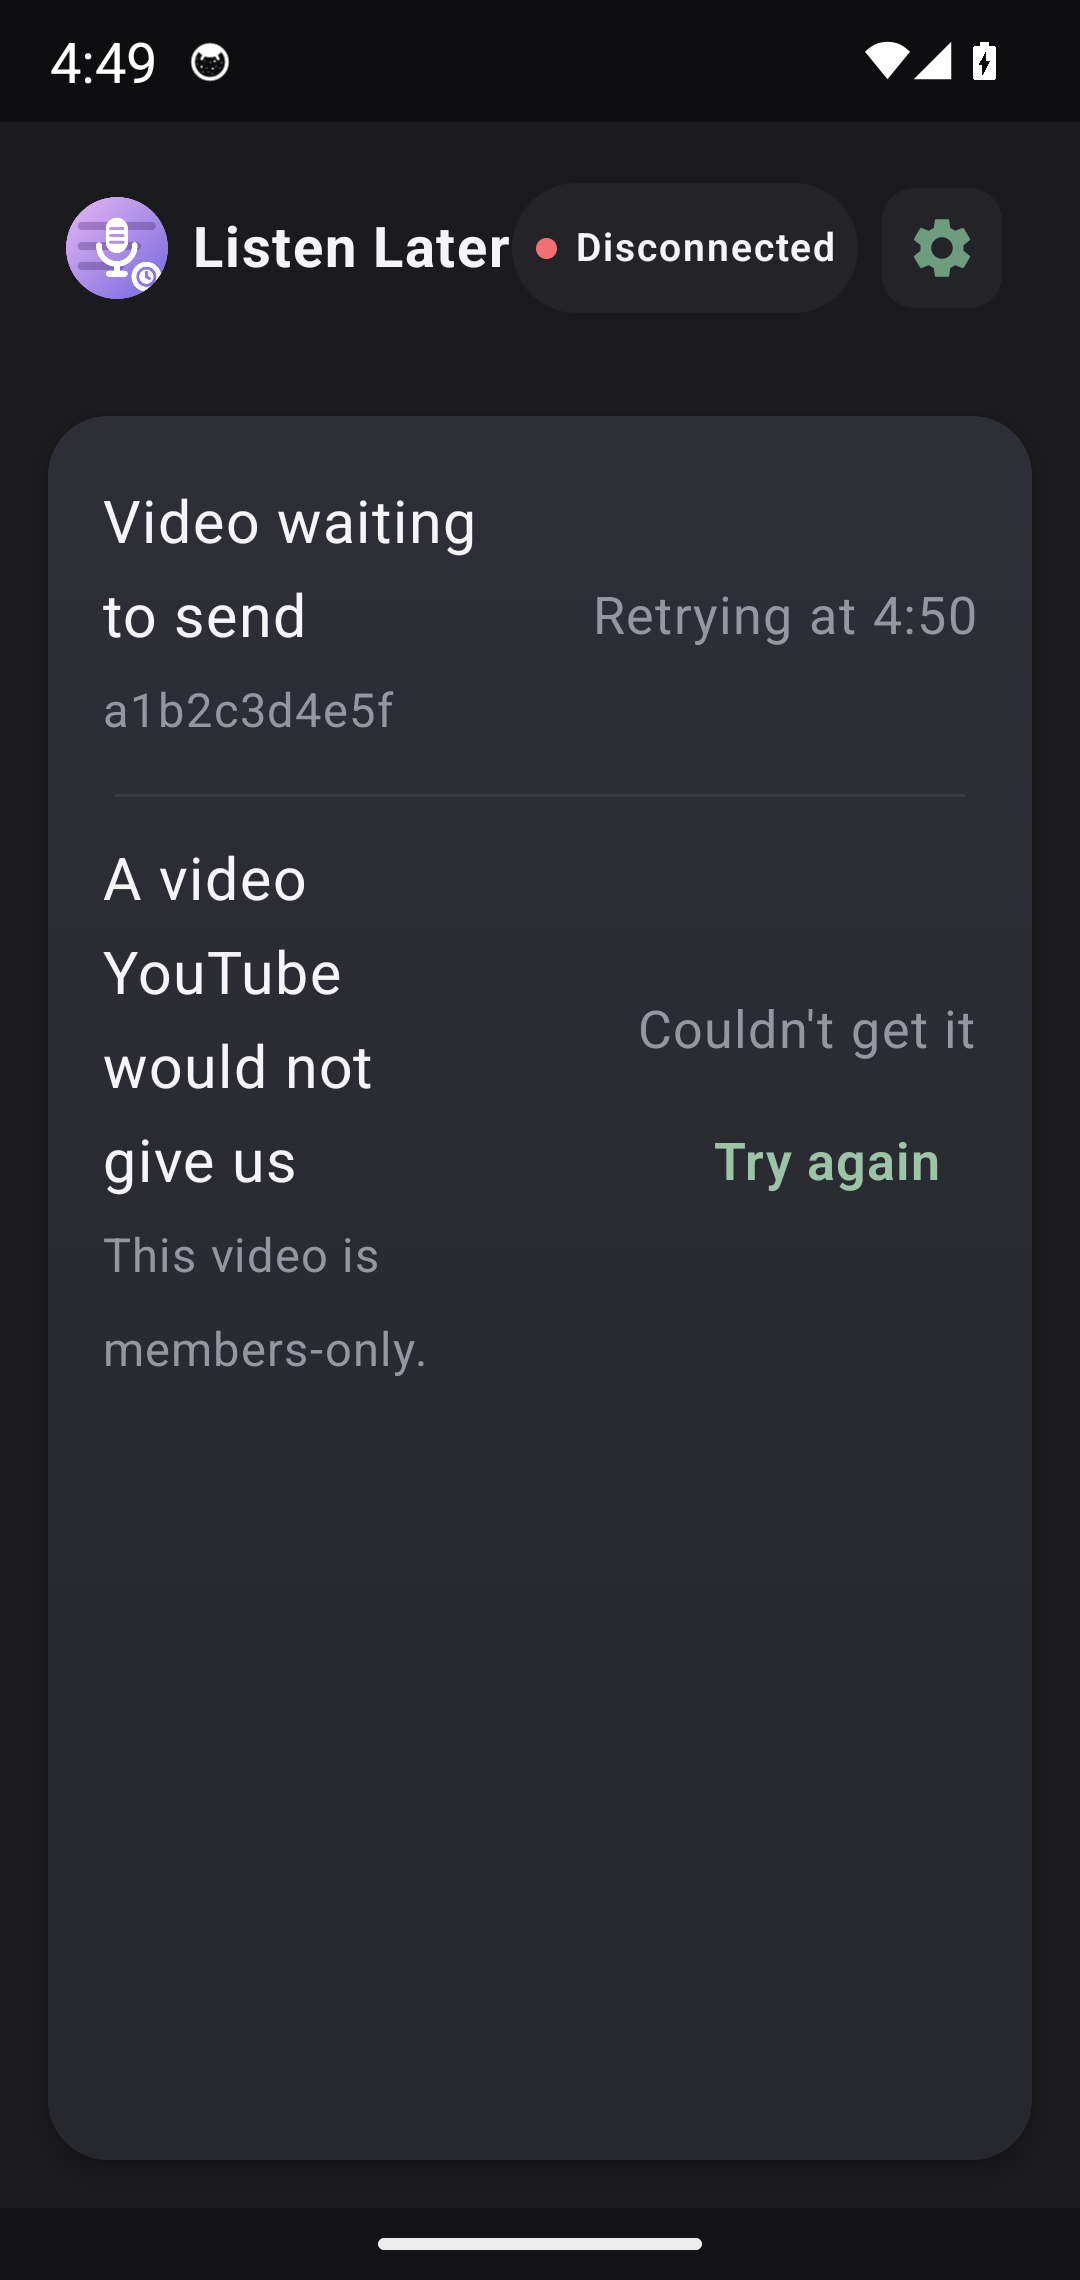 4:49
Listen Later
Disconnected
Video waiting
to send
Retrying at 4:50
a1b2c3d4e5f
A video
YouTube
would not
give us
Couldn't get it
Try again
This video is
members-only.